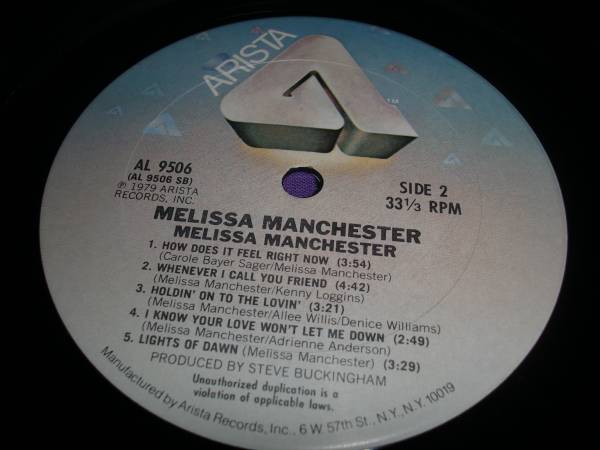 ARISTA
TM
AL 9506
(AL 9506 SB)
℗ 1979 ARISTA
RECORDS, INC.
SIDE 2
33⅓ RPM
MELISSA MANCHESTER
MELISSA MANCHESTER
1. HOW DOES IT FEEL RIGHT NOW (3:54)
(Carole Bayer Sager/Melissa Manchester)
2. WHENEVER I CALL YOU FRIEND (4:42)
(Melissa Manchester/Kenny Loggins)
3. HOLDIN' ON TO THE LOVIN' (3:21)
(Melissa Manchester/Allee Willis/Denice Williams)
4. I KNOW YOUR LOVE WON'T LET ME DOWN (2:49)
(Melissa Manchester/Adrienne Anderson)
5. LIGHTS OF DAWN (Melissa Manchester) (3:29)
PRODUCED BY STEVE BUCKINGHAM
Unauthorized duplication is a
violation of applicable laws.
Manufactured by Arista Records, Inc., 6 W. 57th St., N.Y., N.Y. 10019